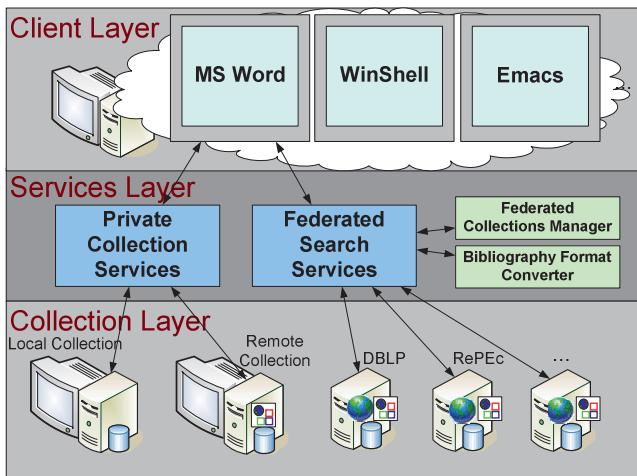 Client Layer
MS Word
WinShell
Emacs
...
Services Layer
Private
Collection
Services
Federated
Search
Services
Federated
Collections Manager
Bibliography Format
Converter
Collection Layer
Local Collection
Remote
Collection
DBLP
RePEc
...